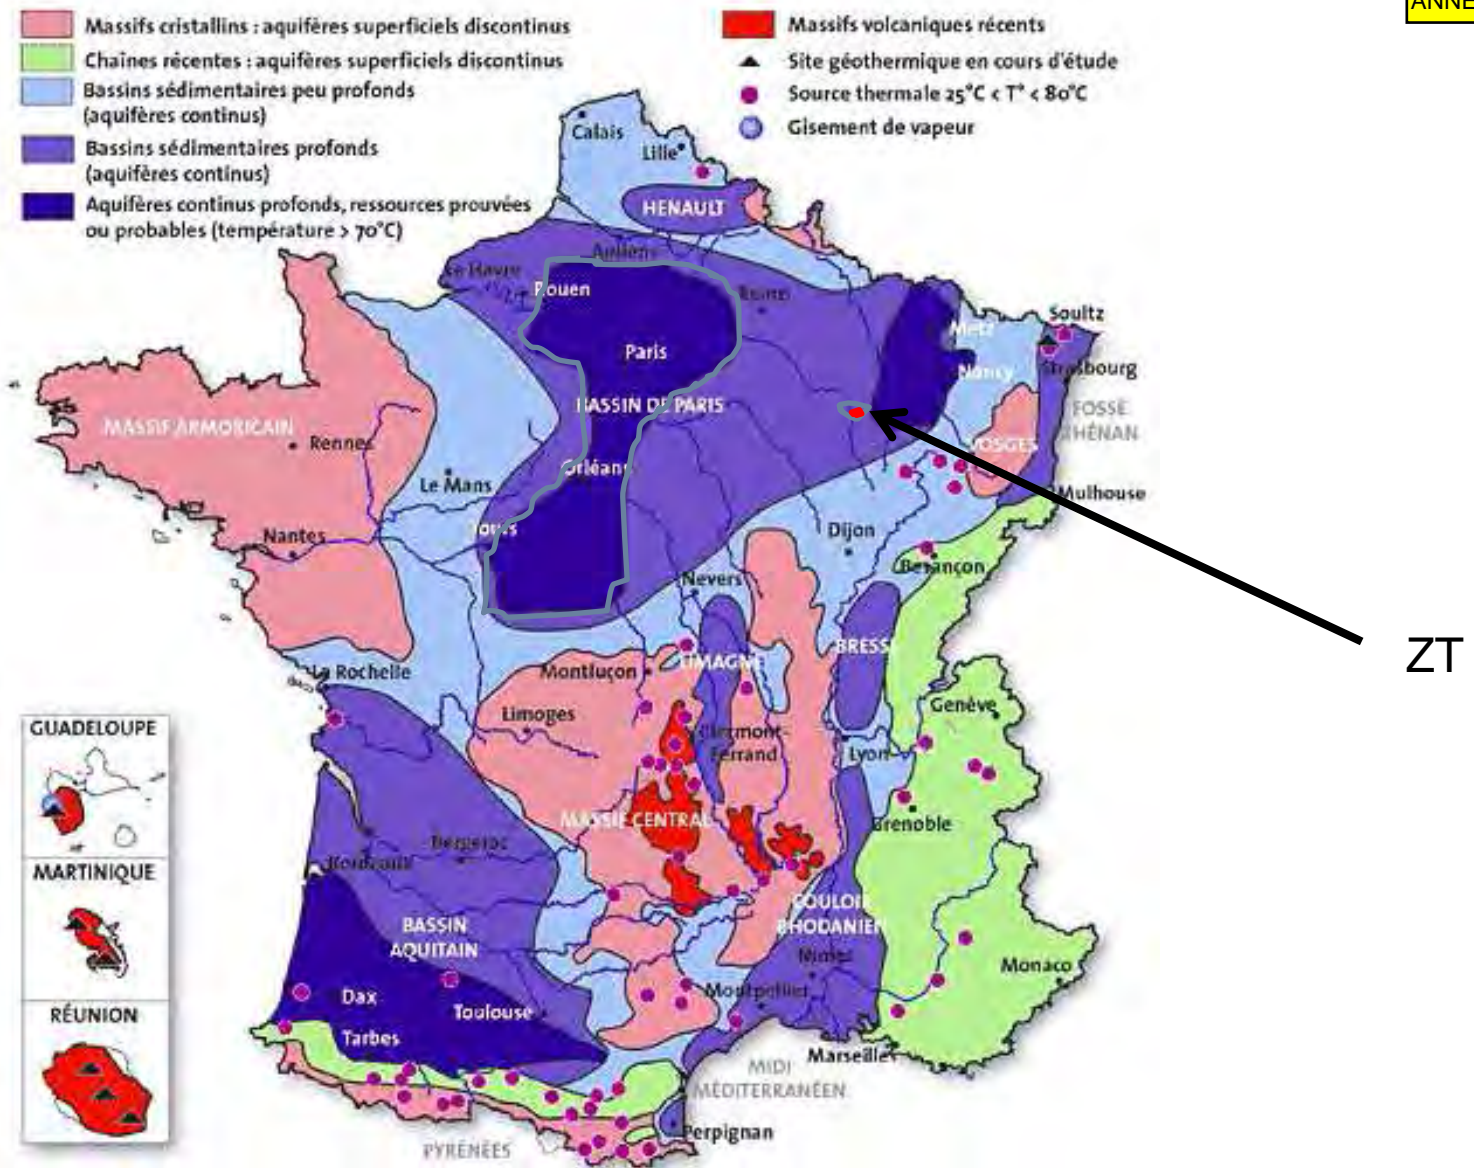 ANNE
Massifs cristallins : aquifères superficiels discontinus
Chaînes récentes : aquifères superficiels discontinus
Bassins sédimentaires peu profonds
(aquifères continus)
Bassins sédimentaires profonds
(aquifères continus)
Aquifères continus profonds, ressources prouvées
ou probables (température > 70°C)
Massifs volcaniques récents
Site géothermique en cours d'étude
Source thermale 25°C < T° < 80°C
Gisement de vapeur
Calais
Lille
HENAULT
Amiens
Le Havre
Rouen
Reims
Paris
Metz
Nancy
Soultz
Strasbourg
FOSSÉ
RHÉNAN
BASSIN DE PARIS
VOSGES
MASSIF ARMORICAIN
Rennes
Le Mans
Orléans
Mulhouse
Tours
Nantes
Dijon
Besançon
Nevers
ZT
BRESSE
LIMAGNE
Montluçon
La Rochelle
Limoges
Genève
Clermont-
Ferrand
Lyon
MASSIF CENTRAL
Grenoble
Bergerac
Bordeaux
COULOIR
RHODANIEN
BASSIN
AQUITAIN
Nîmes
Monaco
Dax
Toulouse
Montpellier
Tarbes
Marseille
MIDI
MÉDITERRANÉEN
Perpignan
PYRÉNÉES
GUADELOUPE
MARTINIQUE
RÉUNION